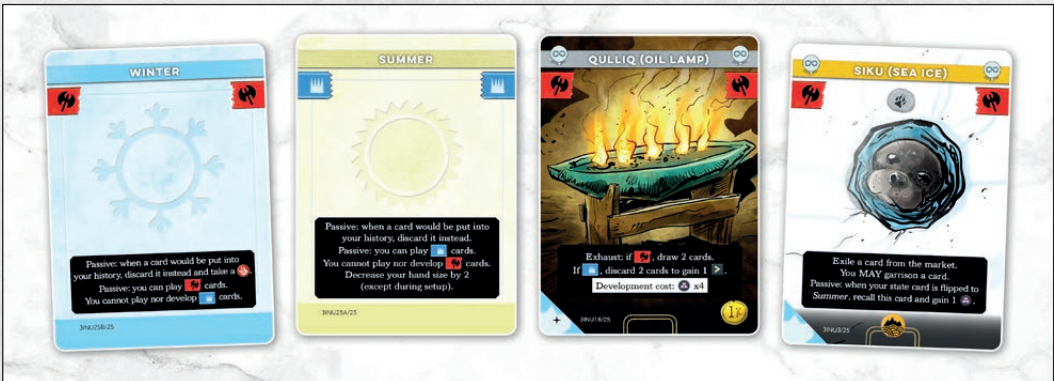 WINTER
Passive: when a card would be put into
your history, discard it instead and take a .
Passive: you can play cards.
You cannot play nor develop cards.
3INU25B/25
SUMMER
Passive: when a card would be put into
your history, discard it instead.
Passive: you can play cards.
You cannot play nor develop cards.
Decrease your hand size by 2
(except during setup).
3INU25A/25
QULLIQ (OIL LAMP)
Exhaust: if , draw 2 cards.
If , discard 2 cards to gain 1 .
Development cost: x4
3INU18/25
SIKU (SEA ICE)
Exile a card from the market.
You MAY garrison a card.
Passive: when your state card is flipped to
Summer, recall this card and gain 1 .
3INU3/25